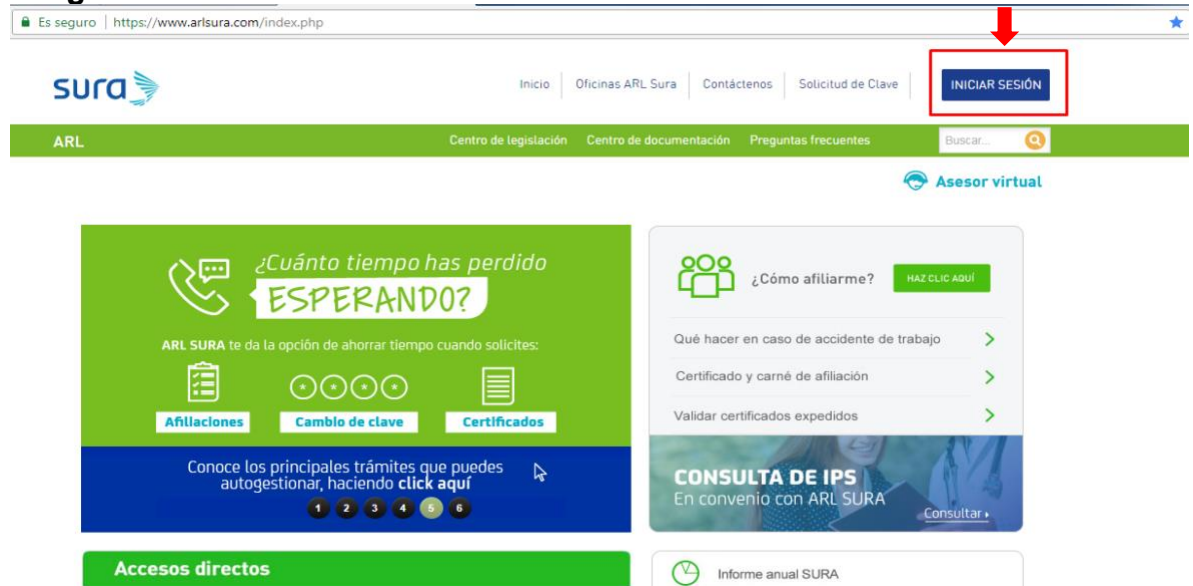 Es seguro | https://www.arlsura.com/index.php
sura
Inicio Oficinas ARL Sura Contáctenos Solicitud de Clave INICIAR SESIÓN
ARL Centro de legislación Centro de documentación Preguntas frecuentes Buscar...
Asesor virtual
¿Cuánto tiempo has perdido
ESPERANDO?
ARL SURA te da la opción de ahorrar tiempo cuando solicites:
Afiliaciones Cambio de clave Certificados
Conoce los principales trámites que puedes
autogestionar, haciendo click aquí
1 2 3 4 5 6
¿Cómo afiliarme? HAZ CLIC AQUÍ
Qué hacer en caso de accidente de trabajo
Certificado y carné de afiliación
Validar certificados expedidos
CONSULTA DE IPS
En convenio con ARL SURA
Consultar
Accesos directos
Informe anual SURA